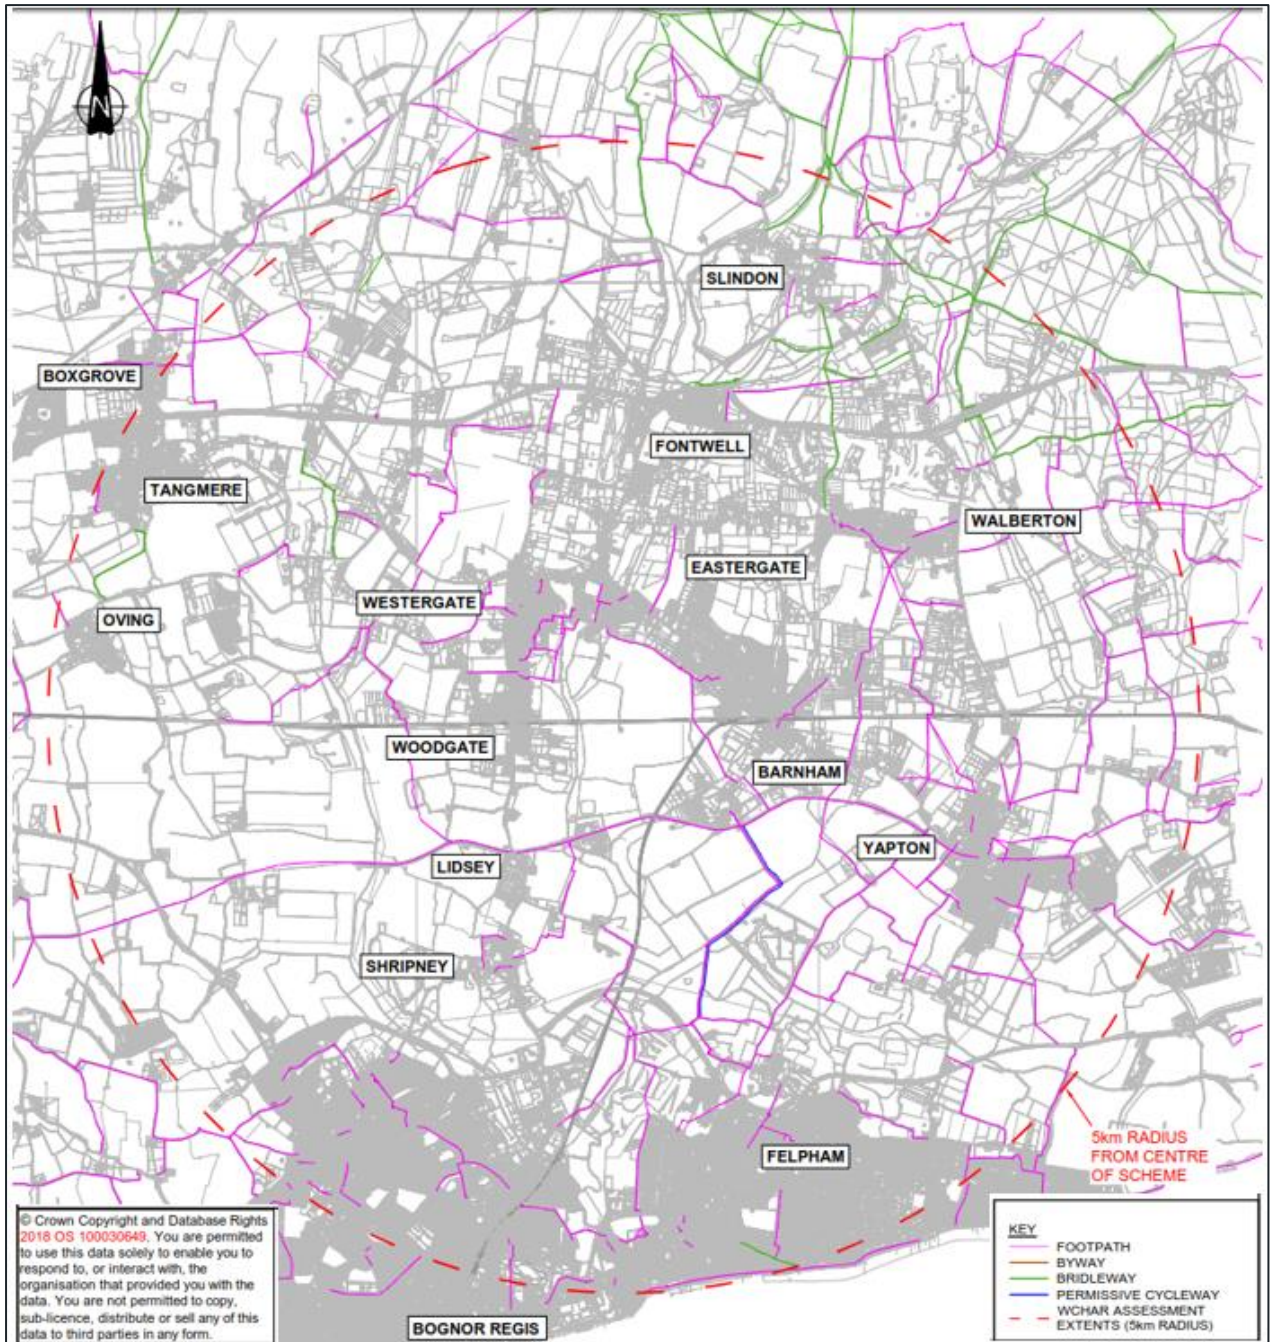 N
SLINDON
BOXGROVE
FONTWELL
TANGMERE
WALBERTON
EASTERGATE
WESTERGATE
OVING
WOODGATE
BARNHAM
YAPTON
LIDSEY
SHRIPNEY
5km RADIUS
FROM CENTRE
OF SCHEME
FELPHAM
© Crown Copyright and Database Rights
2018 OS 100030649. You are permitted
to use this data solely to enable you to
respond to, or interact with, the
organisation that provided you with the
data. You are not permitted to copy,
sub-licence, distribute or sell any of this
data to third parties in any form.
KEY
FOOTPATH
BYWAY
BRIDLEWAY
PERMISSIVE CYCLEWAY
WCHAR ASSESSMENT
EXTENTS (5km RADIUS)
BOGNOR REGIS